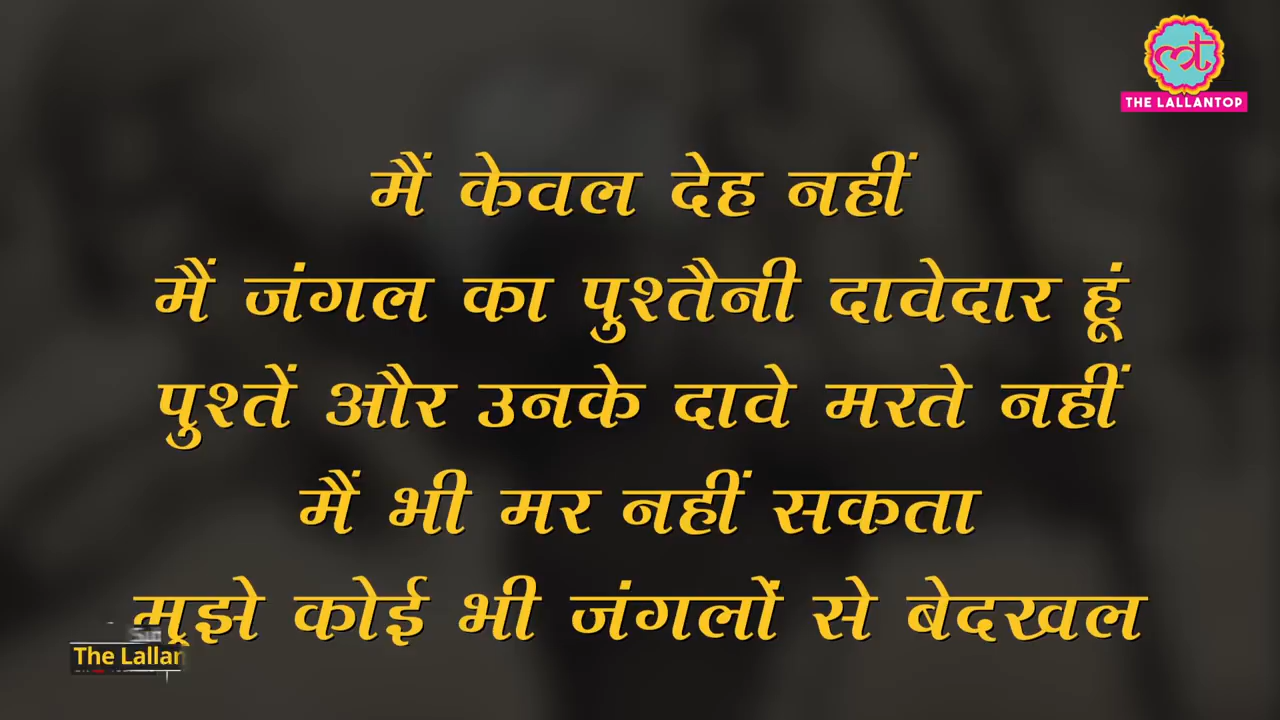 THE LALLANTOP
मैं केवल देह नहीं
मैं जंगल का पुश्तैनी दावेदार हूं
पुश्तें और उनके दावे मरते नहीं
मैं भी मर नहीं सकता
मुझे कोई भी जंगलों से बेदखल
The Lallan